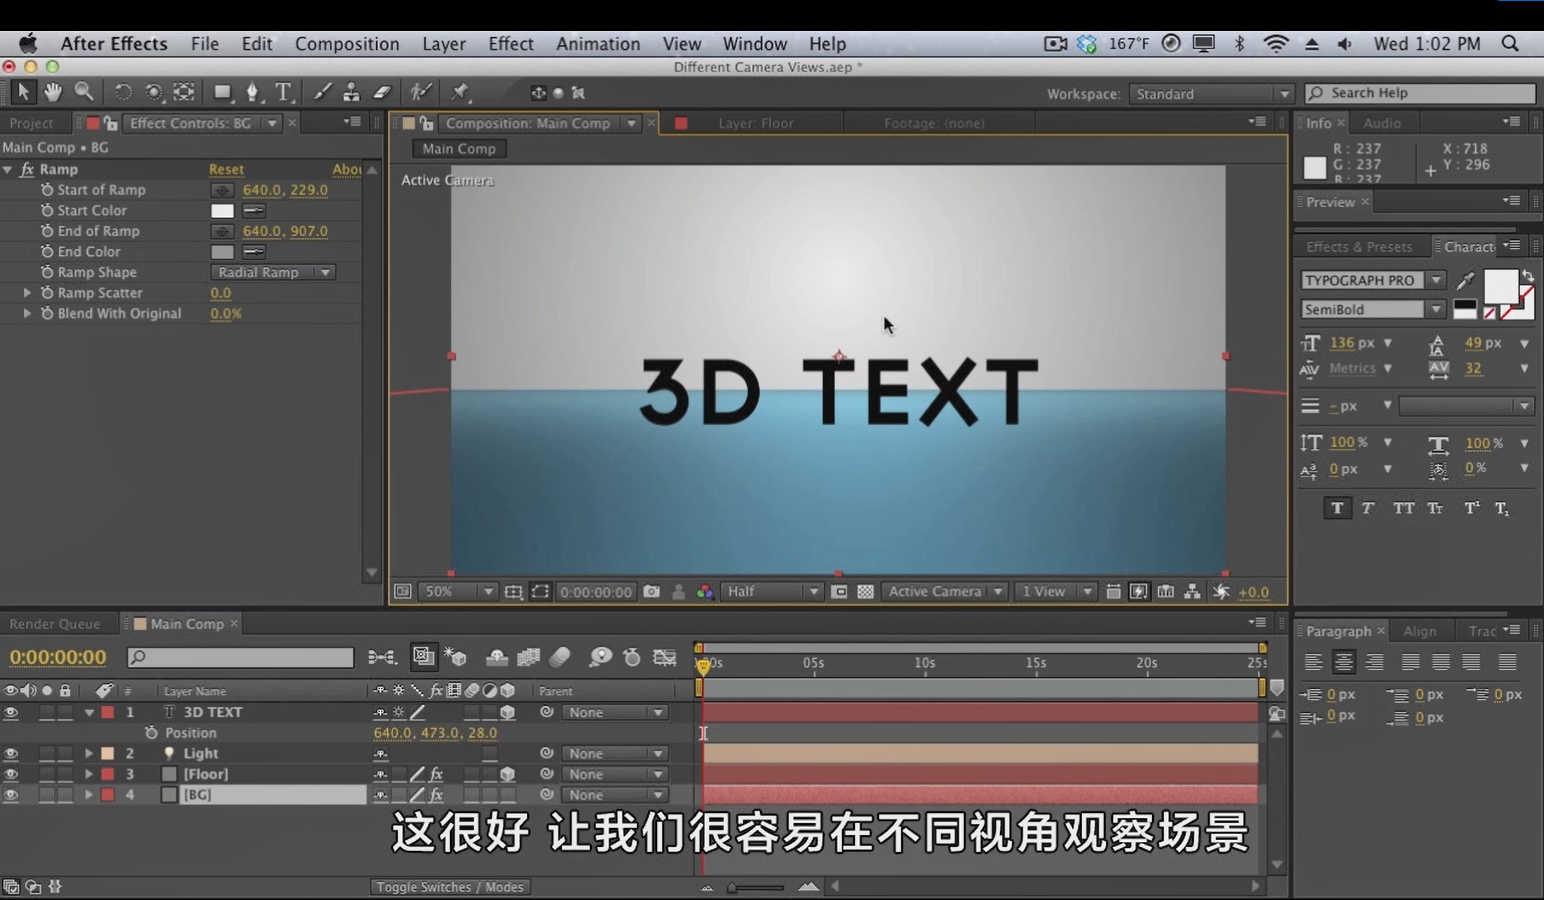 After Effects File Edit Composition Layer Effect Animation View Window Help 167°F Wed 1:02 PM
Different Camera Views.aep *
Workspace: Standard Search Help
Project Effect Controls: BG × Composition: Main Comp × Layer: Floor Footage: (none) Info × Audio
Main Comp • BG
Main Comp
R : 237 X : 718
G : 237 Y : 296
B : 237
fx Ramp Reset Abou
Active Camera
Start of Ramp 640.0, 229.0
Start Color
End of Ramp 640.0, 907.0
End Color
Ramp Shape Radial Ramp
Ramp Scatter 0.0
Blend With Original 0.0%
Preview ×
Effects & Presets Charact
TYPOGRAPH PRO
SemiBold
136 px 49 px
Metrics 32
- px
100 % 100 %
0 px 0 %
T T TT Tт T¹ T₁
3D TEXT
50% 0:00:00:00 Half Active Camera 1 View +0.0
Render Queue Main Comp ×
Paragraph × Align Trac
0:00:00:00
:00s 05s 10s 15s 20s 25s
# Layer Name fx Parent
1 T 3D TEXT None
Position 640.0, 473.0, 28.0
2 Light None
3 [Floor] fx None
4 [BG] fx None
0 px 0 px 0 px
0 px 0 px
这很好 让我们很容易在不同视角观察场景
Toggle Switches / Modes